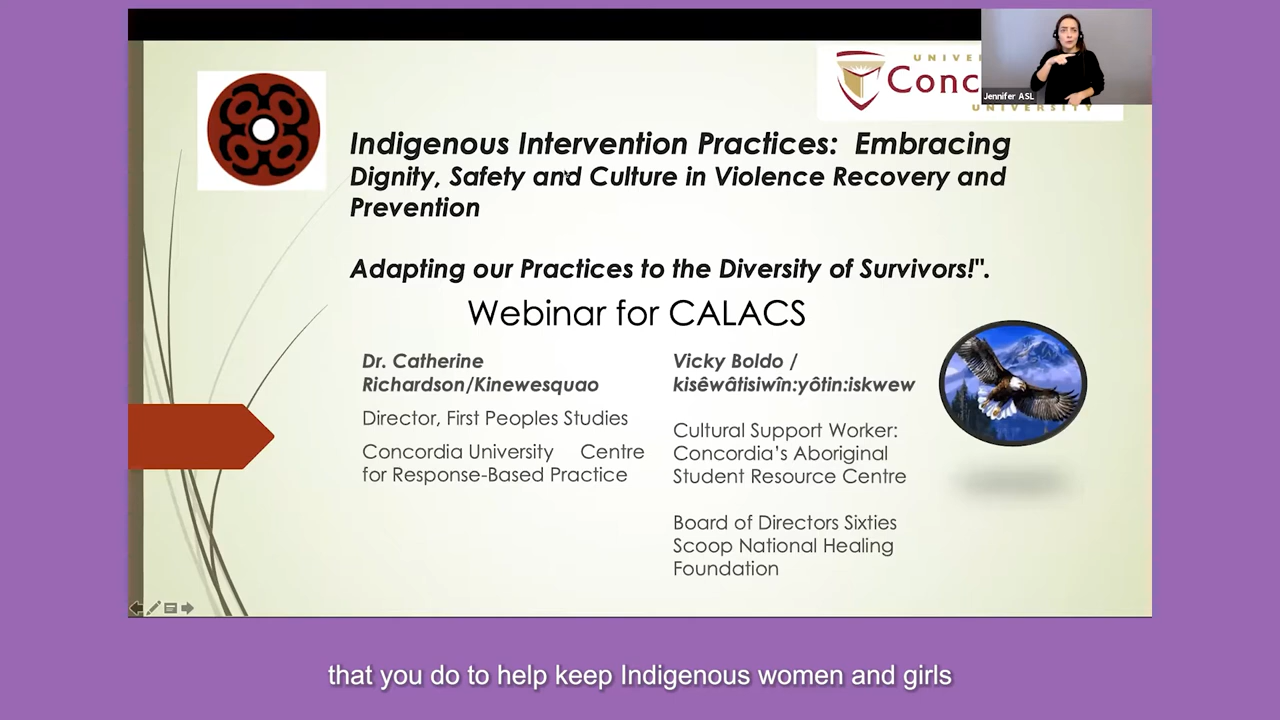 UNIVE
Conc
UNIVERSITY
Jennifer ASL
Indigenous Intervention Practices:  Embracing
Dignity, Safety and Culture in Violence Recovery and
Prevention
Adapting our Practices to the Diversity of Survivors!".
Webinar for CALACS
Dr. Catherine
Richardson/Kinewesquao
Director, First Peoples Studies
Concordia University Centre
for Response-Based Practice
Vicky Boldo /
kisêwâtisiwîn:yôtin:iskwew
Cultural Support Worker:
Concordia's Aboriginal
Student Resource Centre
Board of Directors Sixties
Scoop National Healing
Foundation
that you do to help keep Indigenous women and girls